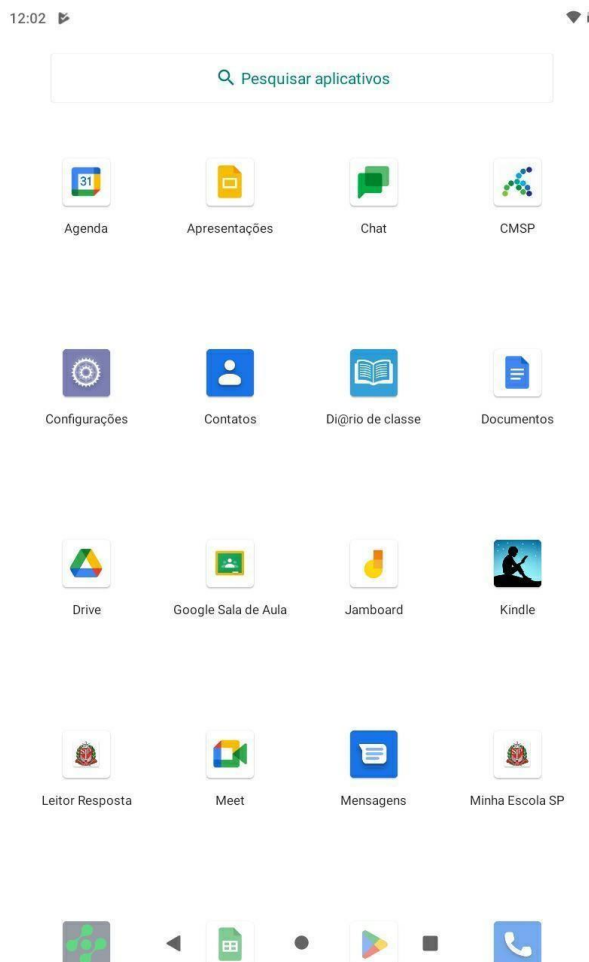 12:02
Pesquisar aplicativos
31
Agenda
Apresentações
Chat
CMSP
Configurações
Contatos
Di@rio de classe
Documentos
Drive
Google Sala de Aula
Jamboard
Kindle
Leitor Resposta
Meet
Mensagens
Minha Escola SP